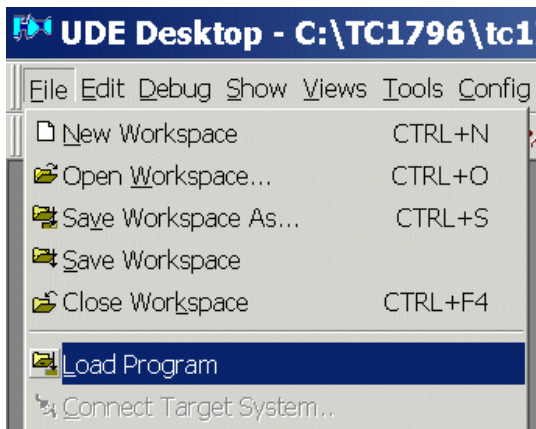 UDE Desktop - C:\TC1796\tc1
File Edit Debug Show Views Tools Config
New Workspace CTRL+N
Open Workspace... CTRL+O
Save Workspace As... CTRL+S
Save Workspace
Close Workspace CTRL+F4
Load Program
Connect Target System..